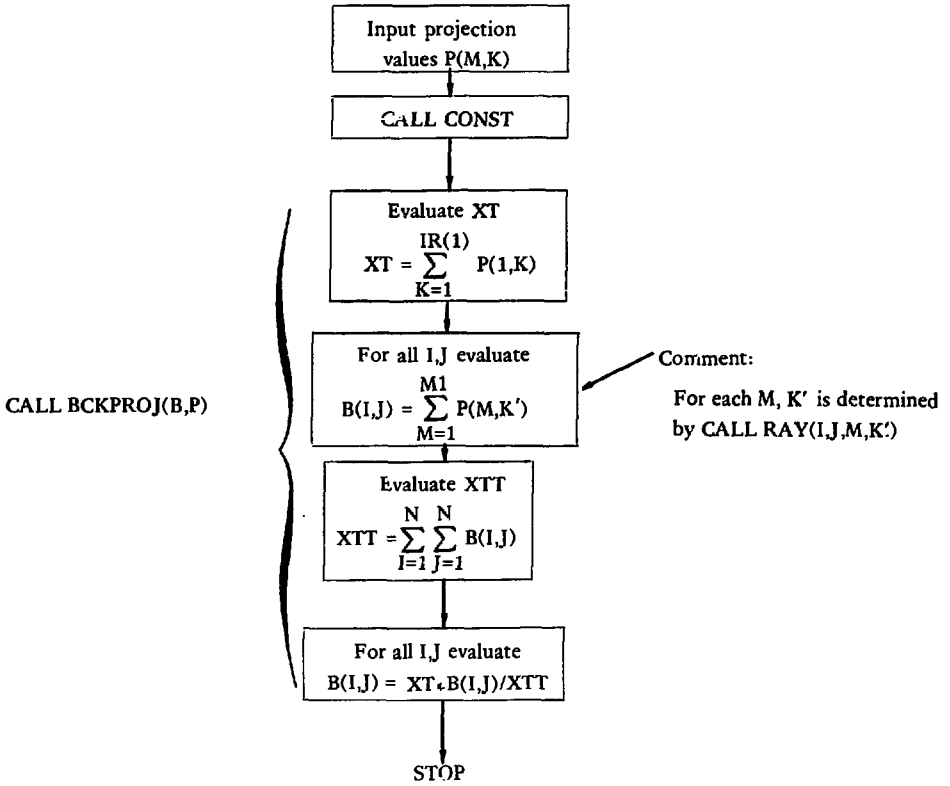 Input projection
values P(M,K)
CALL CONST
Evaluate XT
IR(1)
XT = ∑ P(1,K)
K=1
For all I,J evaluate
M1
B(I,J) = ∑ P(M,K′)
M=1
Comment:
For each M, K′ is determined
by CALL RAY(I,J,M,K′)
CALL BCKPROJ(B,P)
Evaluate XTT
N N
XTT = ∑ ∑ B(I,J)
I=1 J=1
For all I,J evaluate
B(I,J) = XT*B(I,J)/XTT
STOP